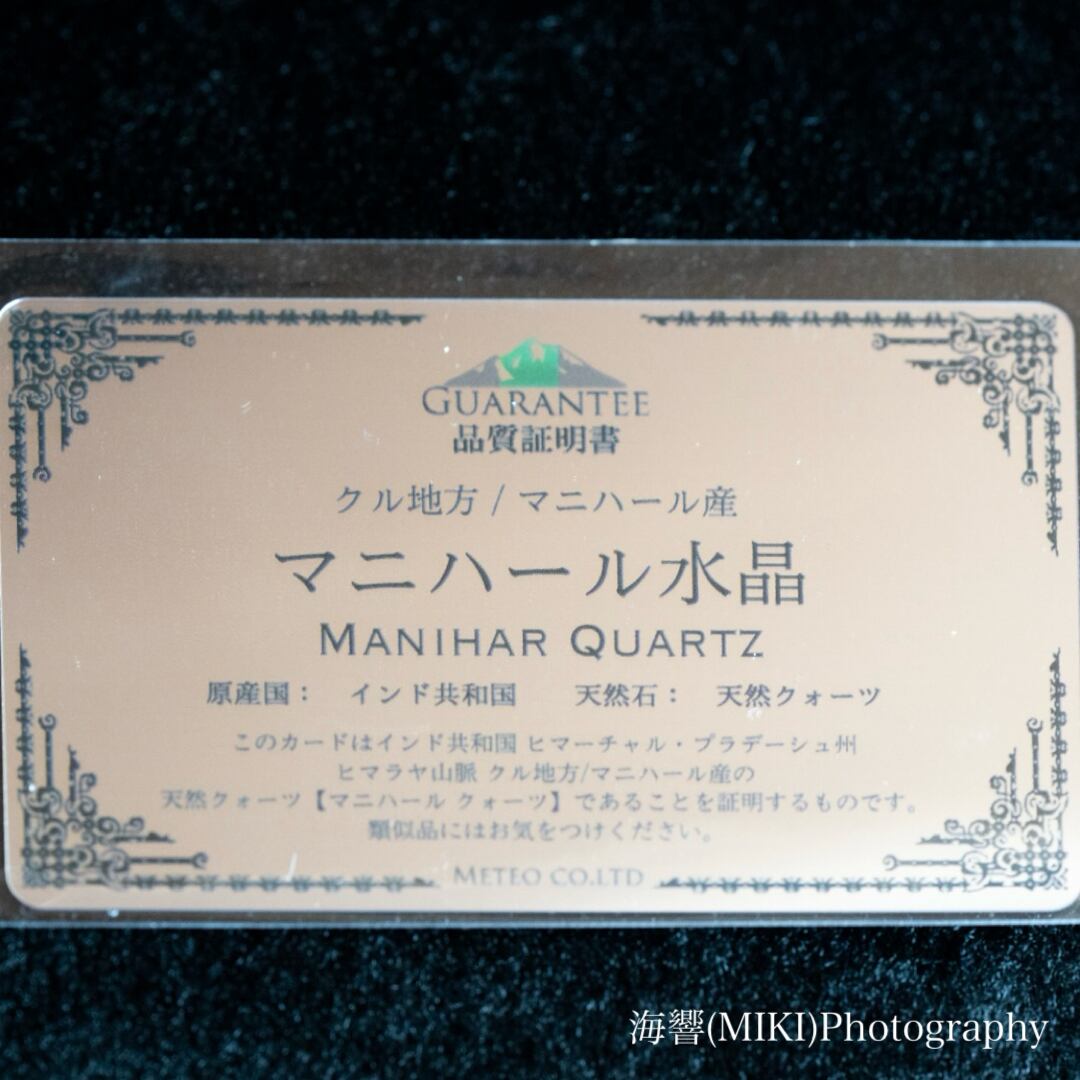 GUARANTEE
品質証明書
クル地方 / マニハール産
マニハール水晶
MANIHAR QUARTZ
原産国： インド共和国 天然石： 天然クォーツ
このカードはインド共和国 ヒマーチャル・プラデーシュ州
ヒマラヤ山脈 クル地方/マニハール産の
天然クォーツ【マニハール クォーツ】であることを証明するものです。
類似品にはお気をつけください。
METEO CO.LTD
海響(MIKI)Photography